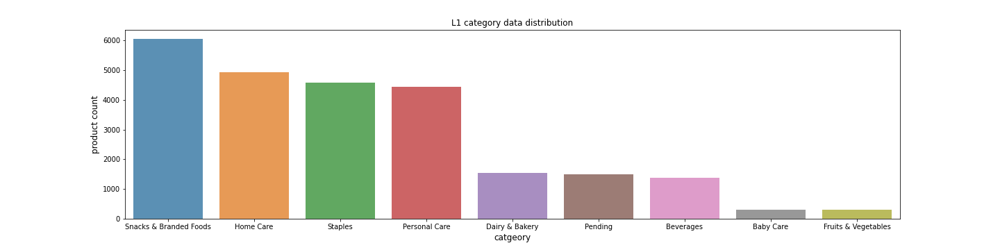 L1 category data distribution
product count
6000
5000
4000
3000
2000
1000
0
Snacks & Branded Foods Home Care Staples Personal Care Dairy & Bakery Pending Beverages Baby Care Fruits & Vegetables
catgeory